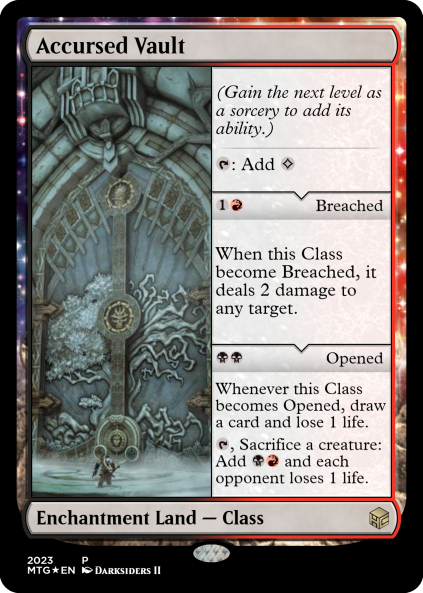 Accursed Vault
(Gain the next level as
a sorcery to add its
ability.)
: Add
1 Breached
When this Class
become Breached, it
deals 2 damage to
any target.
Opened
Whenever this Class
becomes Opened, draw
a card and lose 1 life.
, Sacrifice a creature:
Add and each
opponent loses 1 life.
Enchantment Land — Class
2023 P
MTG★EN Darksiders II